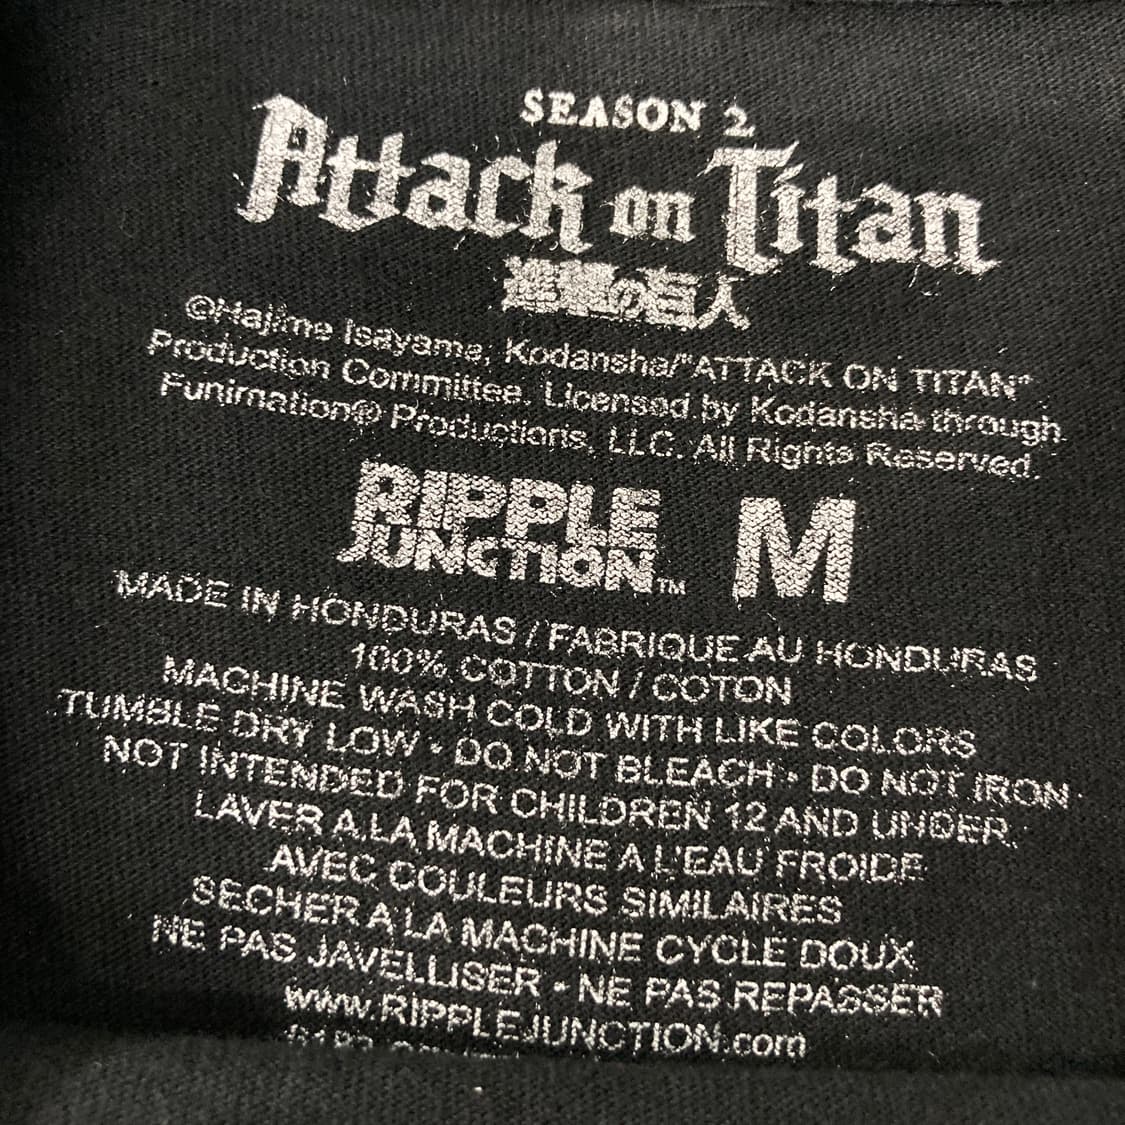 SEASON 2
Attack on Titan
進撃の巨人
©Hajime Isayama, Kodansha/"ATTACK ON TITAN"
Production Committee. Licensed by Kodansha through
Funimation® Productions, LLC. All Rights Reserved.
RIPPLE
JUNCTION™ M
MADE IN HONDURAS / FABRIQUE AU HONDURAS
100% COTTON / COTON
MACHINE WASH COLD WITH LIKE COLORS
TUMBLE DRY LOW • DO NOT BLEACH • DO NOT IRON
NOT INTENDED FOR CHILDREN 12 AND UNDER.
LAVER A LA MACHINE A L'EAU FROIDE
AVEC COULEURS SIMILAIRES
SECHER A LA MACHINE CYCLE DOUX
NE PAS JAVELLISER • NE PAS REPASSER
www.RIPPLEJUNCTION.com